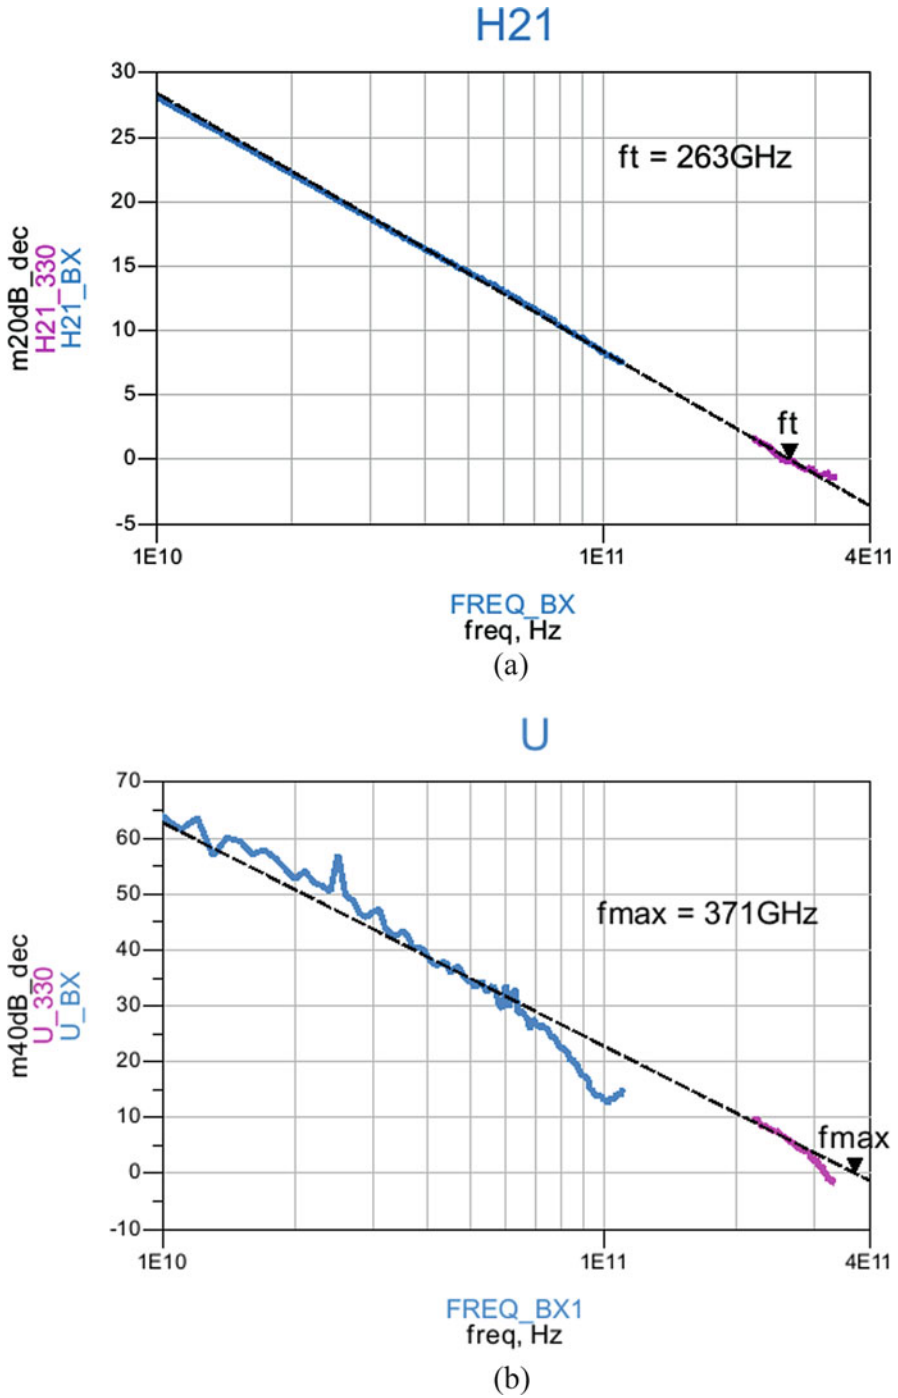 H21
30
25
20
15
10
5
0
-5
m20dB_dec
H21_330
H21_BX
ft = 263GHz
ft
1E10
1E11
4E11
FREQ_BX
freq, Hz
(a)
U
70
60
50
40
30
20
10
0
-10
m40dB_dec
U_330
U_BX
fmax = 371GHz
fmax
1E10
1E11
4E11
FREQ_BX1
freq, Hz
(b)